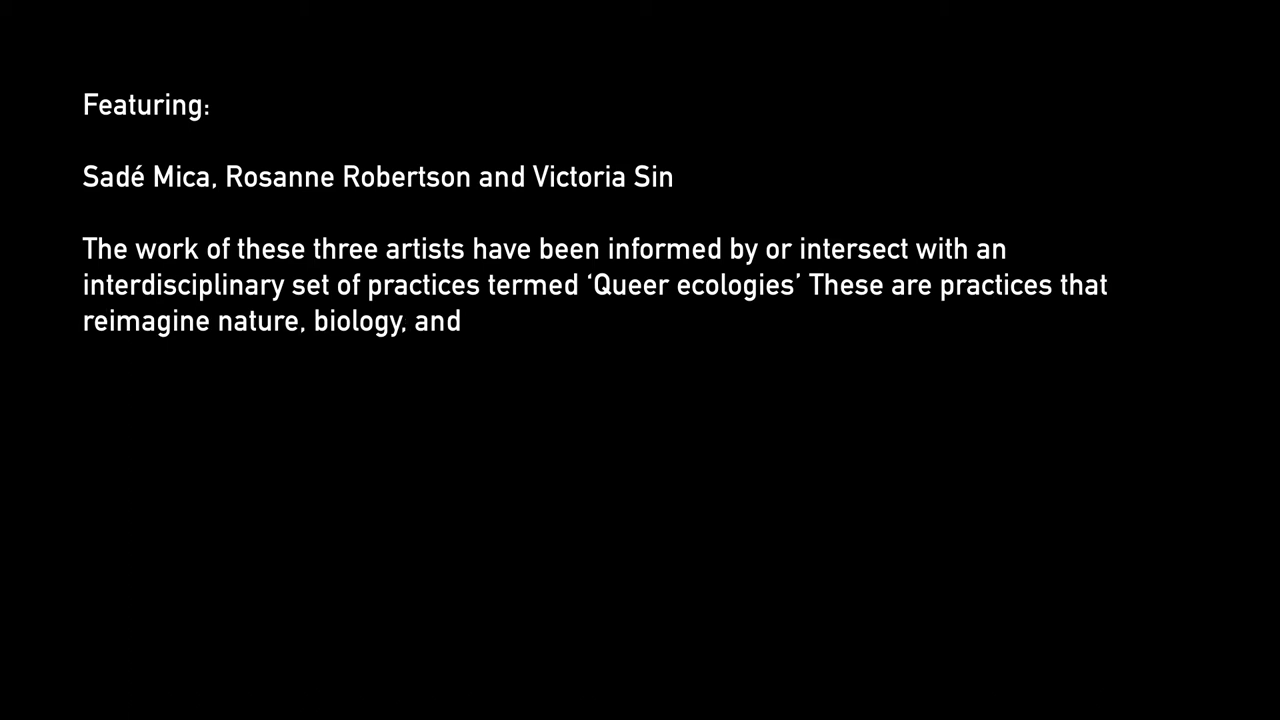 Featuring:
Sadé Mica, Rosanne Robertson and Victoria Sin
The work of these three artists have been informed by or intersect with an
interdisciplinary set of practices termed ‘Queer ecologies’ These are practices that
reimagine nature, biology, and